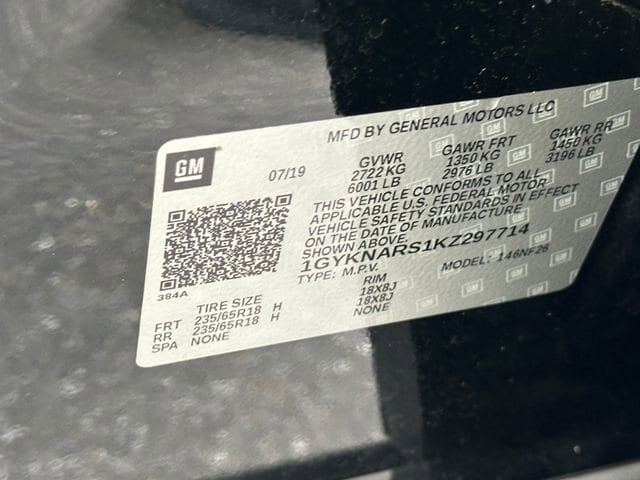 MFD BY GENERAL MOTORS LLC
GM
07/19
GVWR GAWR FRT GAWR RR
2722 KG 1350 KG 1450 KG
6001 LB 2976 LB 3196 LB
THIS VEHICLE CONFORMS TO ALL
APPLICABLE U.S. FEDERAL MOTOR
VEHICLE SAFETY STANDARDS IN EFFECT
ON THE DATE OF MANUFACTURE
SHOWN ABOVE.
1GYKNARS1KZ297714
TYPE: M.P.V. MODEL: 146NF26
384A
TIRE SIZE RIM
FRT 235/65R18 H 18X8J
RR 235/65R18 H 18X8J
SPA NONE NONE